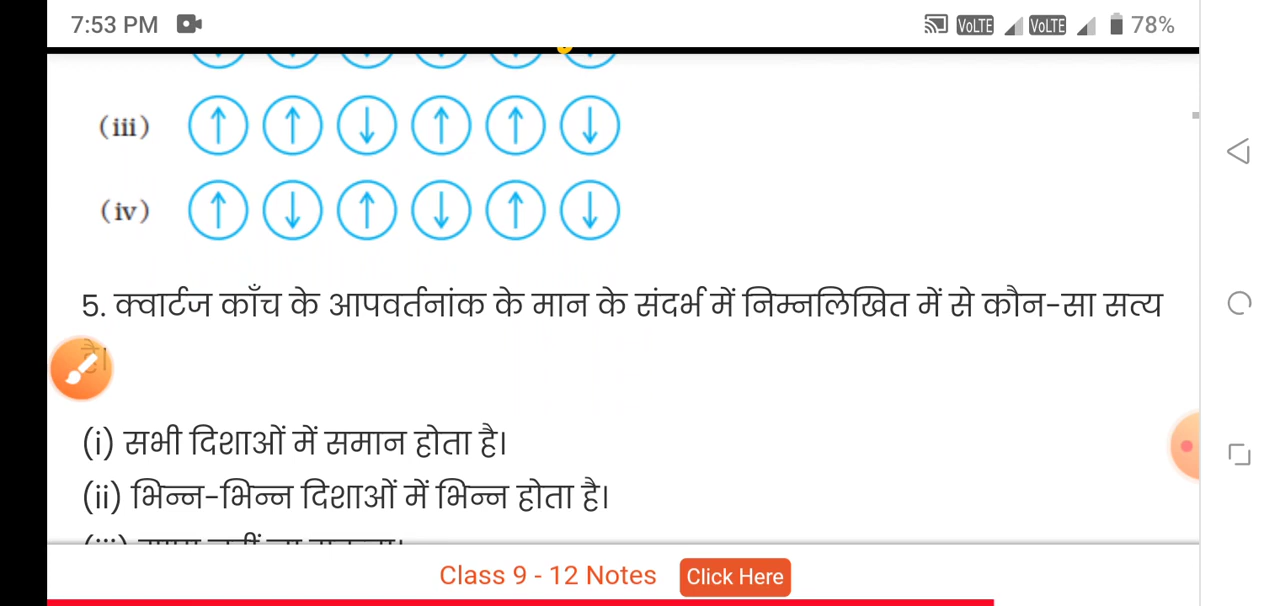 7:53 PM VoLTE VoLTE 78%
(iii) ↑ ↑ ↓ ↑ ↑ ↓
(iv) ↑ ↓ ↑ ↓ ↑ ↓
5. क्वार्टज काँच के आपवर्तनांक के मान के संदर्भ में निम्नलिखित में से कौन-सा सत्य
है।
(i) सभी दिशाओं में समान होता है।
(ii) भिन्न-भिन्न दिशाओं में भिन्न होता है।
Class 9 - 12 Notes Click Here